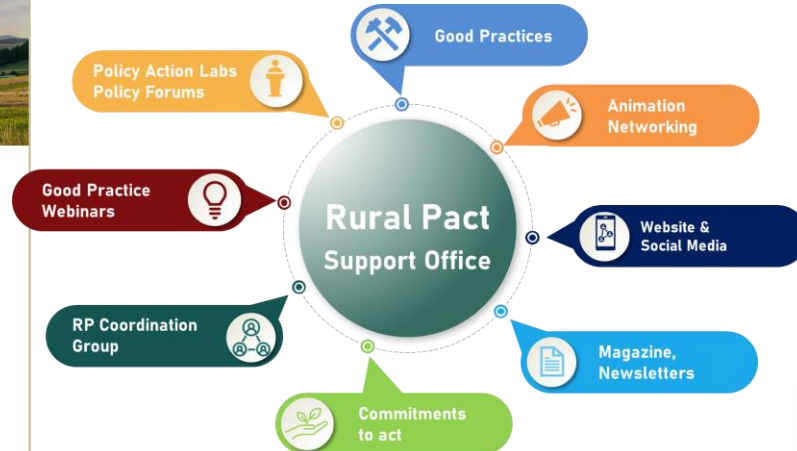 Good Practices
Policy Action Labs
Policy Forums
Animation
Networking
Good Practice
Webinars
Rural Pact
Support Office
Website &
Social Media
RP Coordination
Group
Magazine,
Newsletters
Commitments
to act